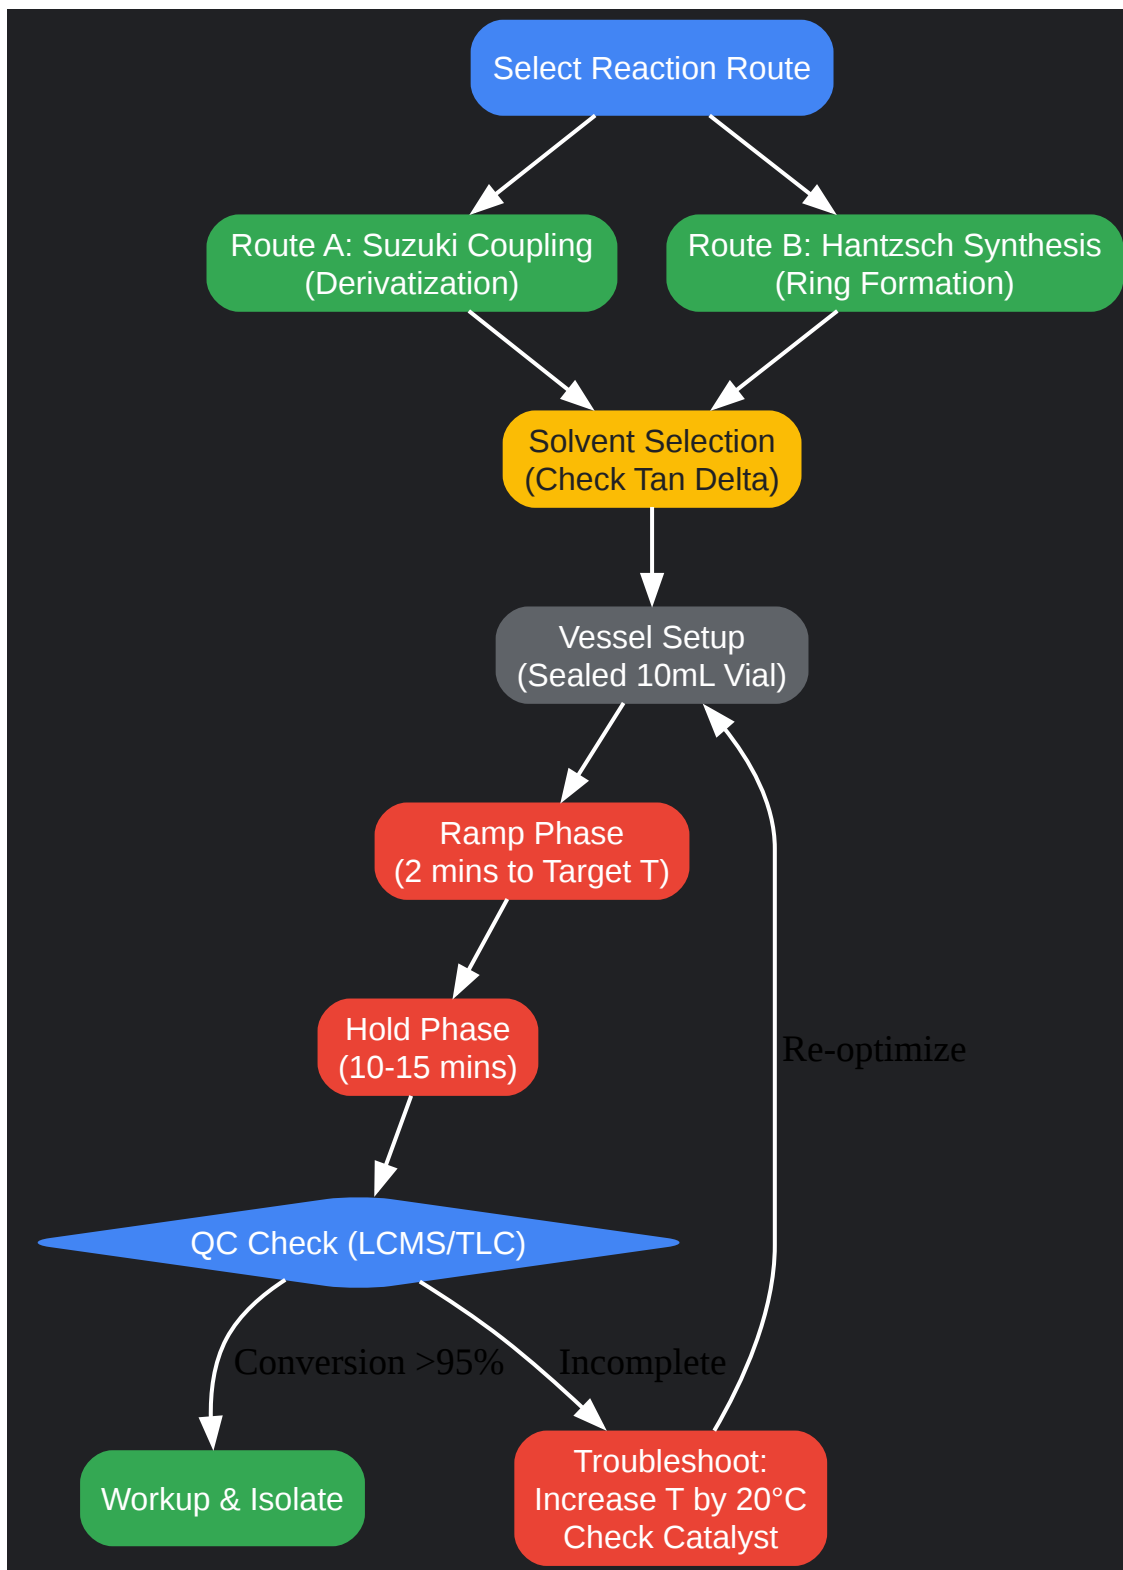 Select Reaction Route
Route A: Suzuki Coupling
(Derivatization)
Route B: Hantzsch Synthesis
(Ring Formation)
Solvent Selection
(Check Tan Delta)
Vessel Setup
(Sealed 10mL Vial)
Ramp Phase
(2 mins to Target T)
Hold Phase
(10-15 mins)
Re-optimize
QC Check (LCMS/TLC)
Conversion >95%
Incomplete
Workup & Isolate
Troubleshoot:
Increase T by 20°C
Check Catalyst